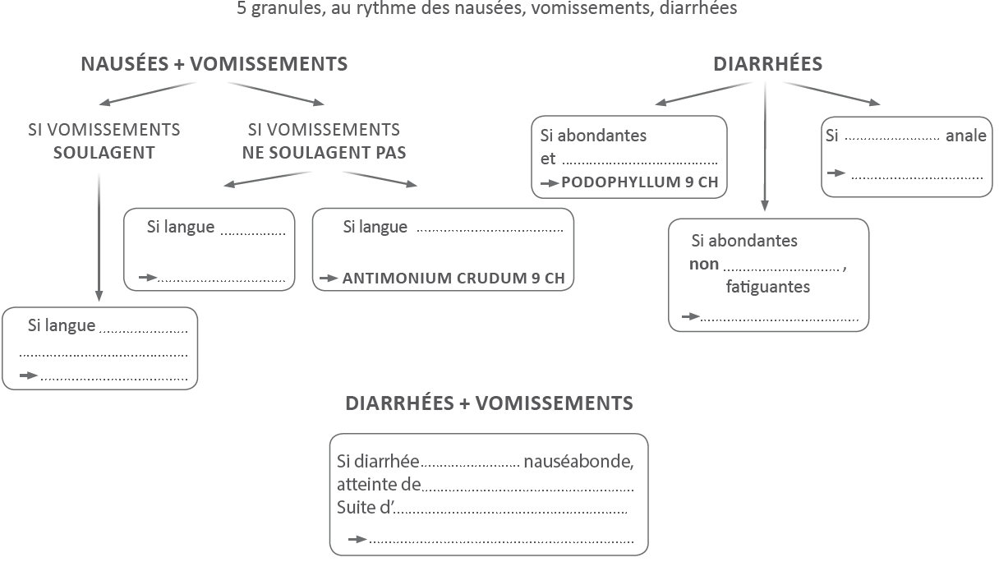 5 granules, au rythme des nausées, vomissements, diarrhées
NAUSÉES + VOMISSEMENTS
SI VOMISSEMENTS
SOULAGENT
SI VOMISSEMENTS
NE SOULAGENT PAS
Si langue ....................
➔ ....................
Si langue ....................
➔ ANTIMONIUM CRUDUM 9 CH
Si langue ....................
....................
➔ ....................
DIARRHÉES
Si abondantes
et ....................
➔ PODOPHYLLUM 9 CH
Si abondantes
non .................... ,
fatiguantes
➔ ....................
Si .................... anale
➔ ....................
DIARRHÉES + VOMISSEMENTS
Si diarrhée .................... nauséabonde,
atteinte de ....................
Suite d’ ....................
➔ ....................